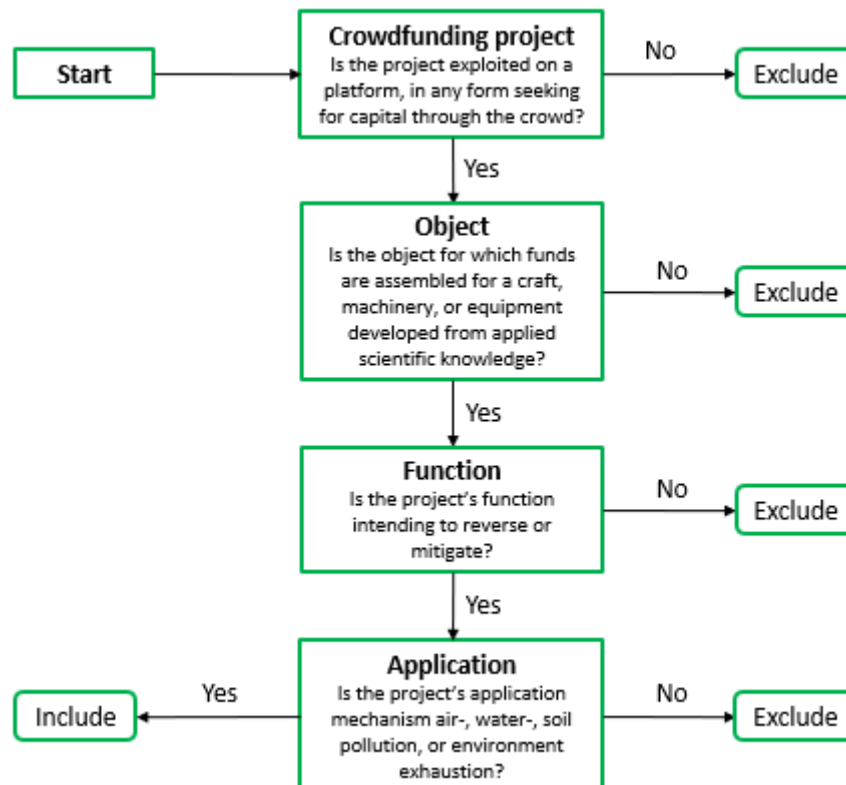 Crowdfunding project
Is the project exploited on a
platform, in any form seeking
for capital through the crowd?
Start
No
Exclude
Yes
Object
Is the object for which funds
are assembled for a craft,
machinery, or equipment
developed from applied
scientific knowledge?
No
Exclude
Yes
Function
Is the project's function
intending to reverse or
mitigate?
No
Exclude
Yes
Application
Is the project's application
mechanism air-, water-, soil
pollution, or environment
exhaustion?
Yes
Include
No
Exclude